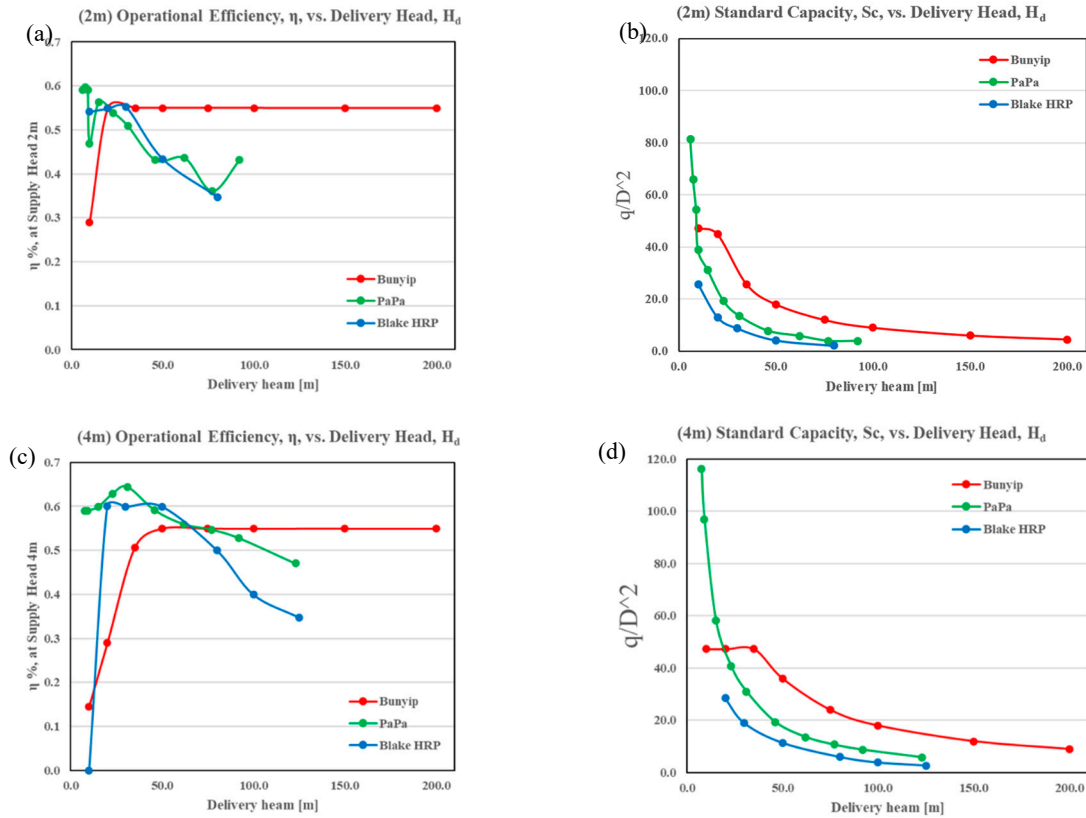 (a)
(2m) Operational Efficiency, η, vs. Delivery Head, Hd
0.7
0.6
0.5
0.4
0.3
0.2
0.1
0.0
η %, at Supply Head 2m
Bunyip
PaPa
Blake HRP
0.0 50.0 100.0 150.0 200.0
Delivery heam [m]
(b)
(2m) Standard Capacity, Sc, vs. Delivery Head, Hd
120.0
100.0
80.0
60.0
40.0
20.0
0.0
q/D^2
Bunyip
PaPa
Blake HRP
0.0 50.0 100.0 150.0 200.0
Delivery heam [m]
(c)
(4m) Operational Efficiency, η, vs. Delivery Head, Hd
0.7
0.6
0.5
0.4
0.3
0.2
0.1
0.0
η %, at Supply Head 4m
Bunyip
PaPa
Blake HRP
0.0 50.0 100.0 150.0 200.0
Delivery heam [m]
(d)
(4m) Standard Capacity, Sc, vs. Delivery Head, Hd
120.0
100.0
80.0
60.0
40.0
20.0
0.0
q/D^2
Bunyip
PaPa
Blake HRP
0.0 50.0 100.0 150.0 200.0
Delivery heam [m]